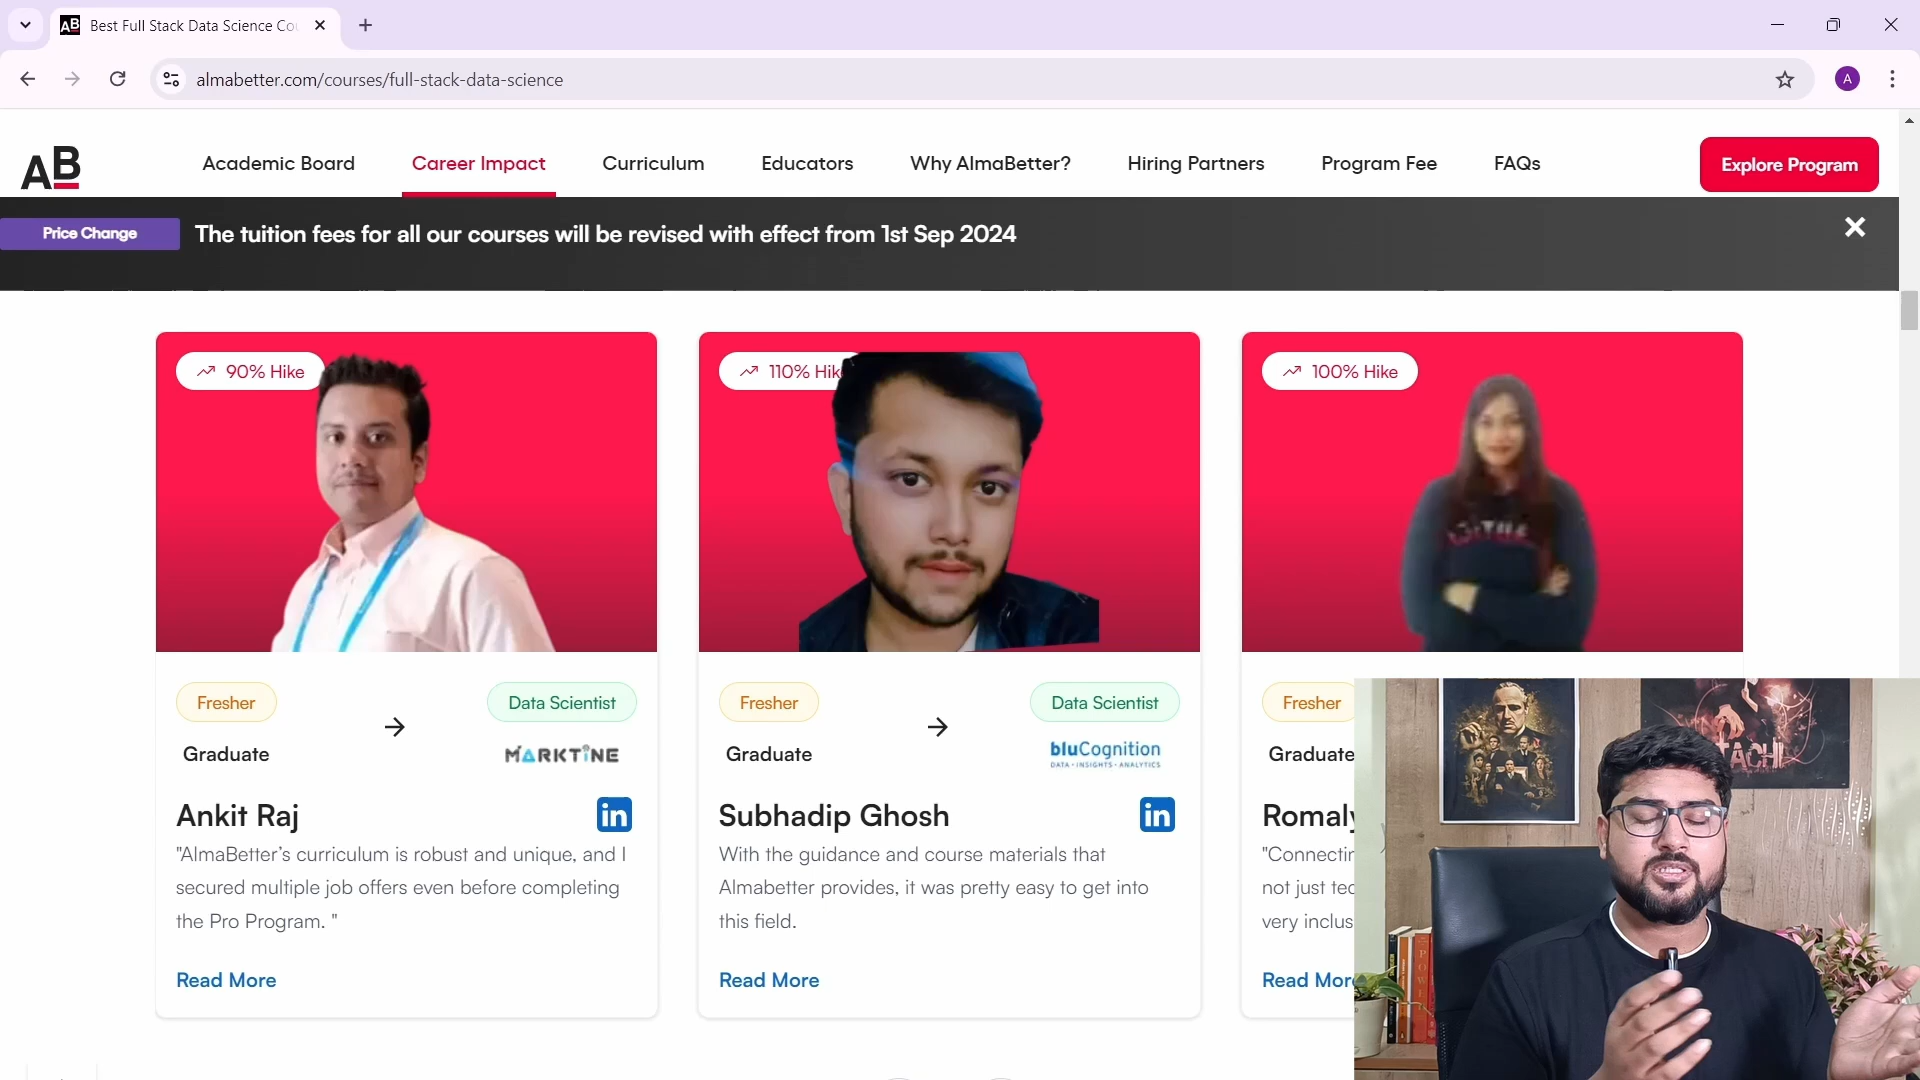 AB
Best Full Stack Data Science Co
almabetter.com/courses/full-stack-data-science
A
AB
Academic Board
Career Impact
Curriculum
Educators
Why AlmaBetter?
Hiring Partners
Program Fee
FAQs
Explore Program
Price Change
The tuition fees for all our courses will be revised with effect from 1st Sep 2024
90% Hike
110% Hik
100% Hike
Fresher
Data Scientist
Graduate
MARKTINE
Ankit Raj
in
"AlmaBetter's curriculum is robust and unique, and I
secured multiple job offers even before completing
the Pro Program. "
Read More
Fresher
Data Scientist
Graduate
bluCognition
DATA • INSIGHTS • ANALYTICS
Subhadip Ghosh
in
With the guidance and course materials that
Almabetter provides, it was pretty easy to get into
this field.
Read More
Fresher
Graduate
Romaly
"Connectin
not just tec
very inclus
Read More